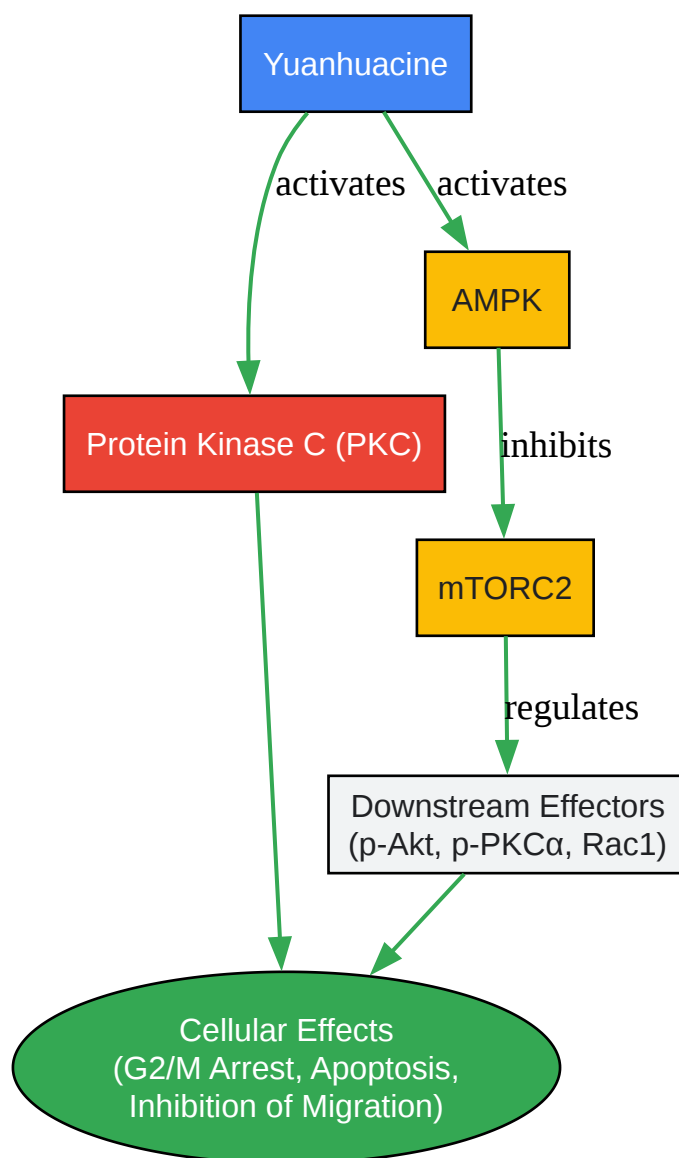 Yuanhuacine
activates
activates
AMPK
Protein Kinase C (PKC)
inhibits
mTORC2
regulates
Downstream Effectors
(p-Akt, p-PKCα, Rac1)
Cellular Effects
(G2/M Arrest, Apoptosis,
Inhibition of Migration)